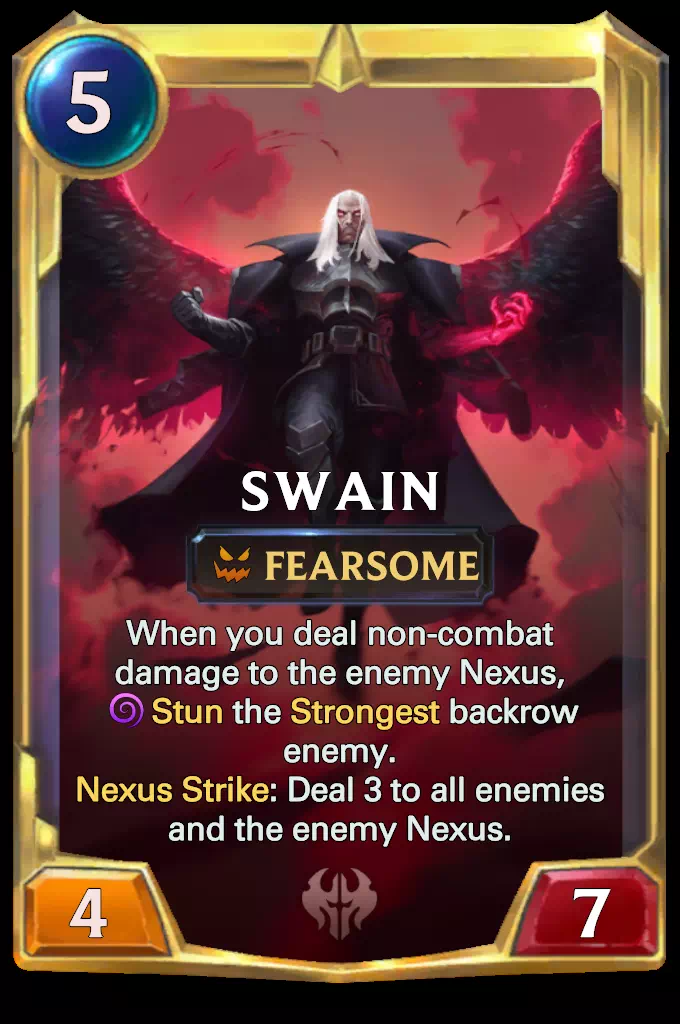 5
SWAIN
FEARSOME
When you deal non-combat
damage to the enemy Nexus,
Stun the Strongest backrow
enemy.
Nexus Strike: Deal 3 to all enemies
and the enemy Nexus.
4
7